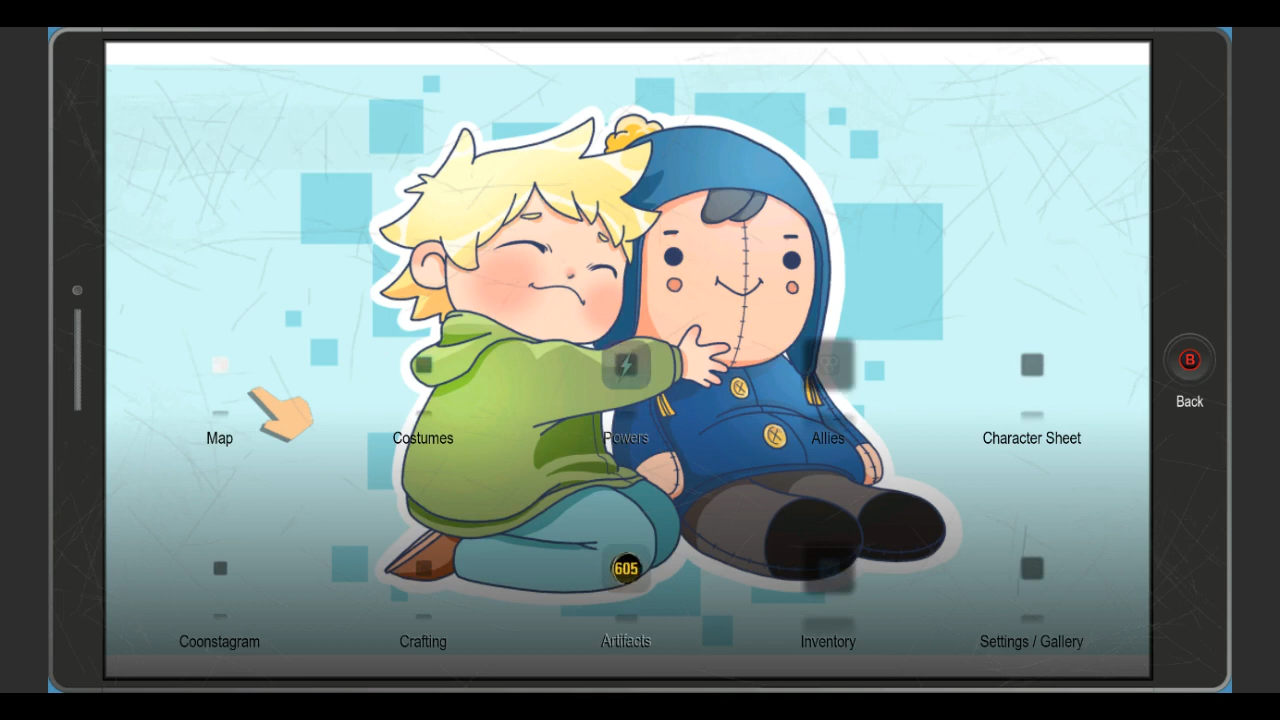 B
Back
Map
Costumes
Powers
Allies
Character Sheet
605
Coonstagram
Crafting
Artifacts
Inventory
Settings / Gallery